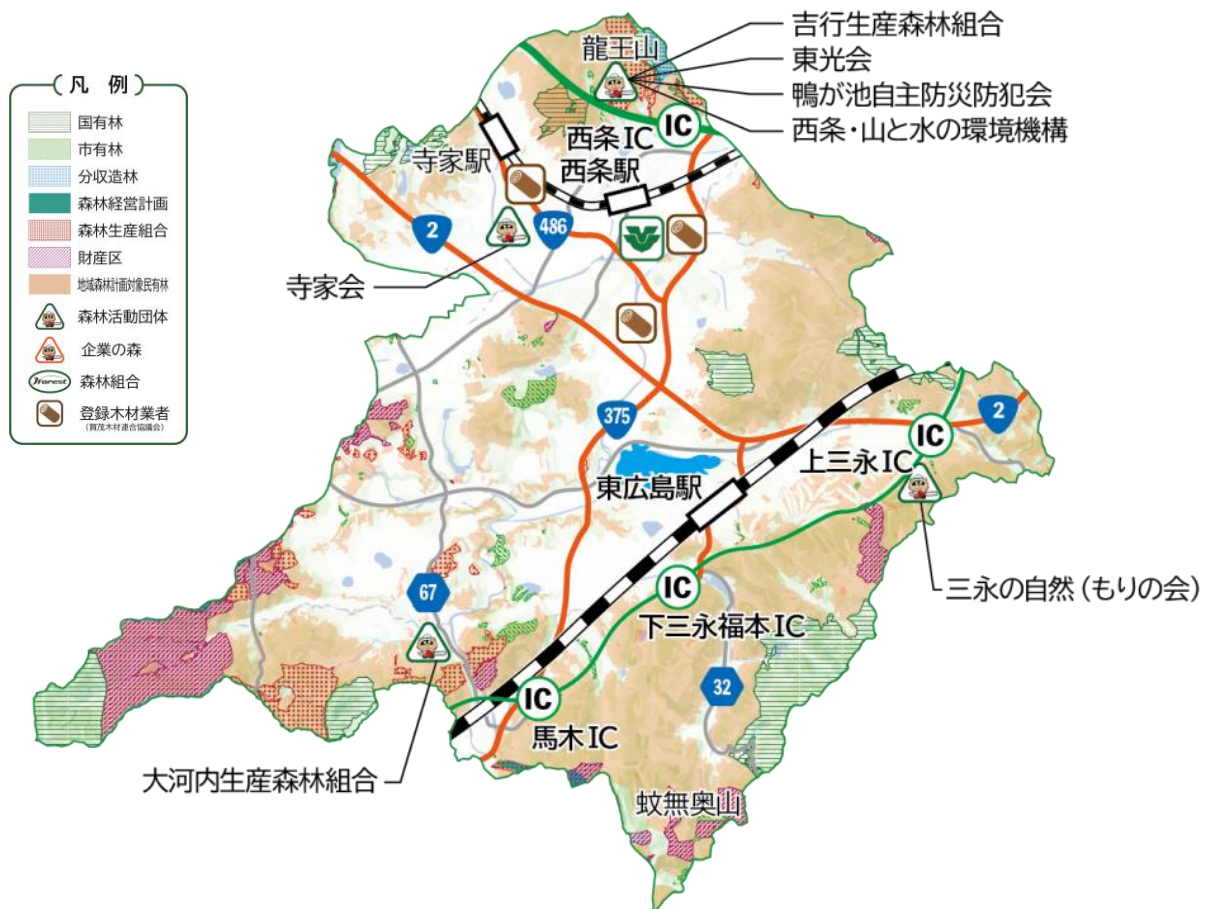 吉行生産森林組合
東光会
鴨が池自主防災防犯会
西条・山と水の環境機構
龍王山
凡 例
国有林
市有林
分収造林
森林経営計画
森林生産組合
財産区
地域森林計画対象民有林
森林活動団体
企業の森
JForest
森林組合
登録木材業者
(賀茂木材連合協議会)
IC
西条IC
寺家駅
西条駅
2
486
寺家会
375
2
IC
上三永IC
東広島駅
67
IC
三永の自然(もりの会)
下三永福本IC
32
IC
馬木IC
大河内生産森林組合
蚊無奥山